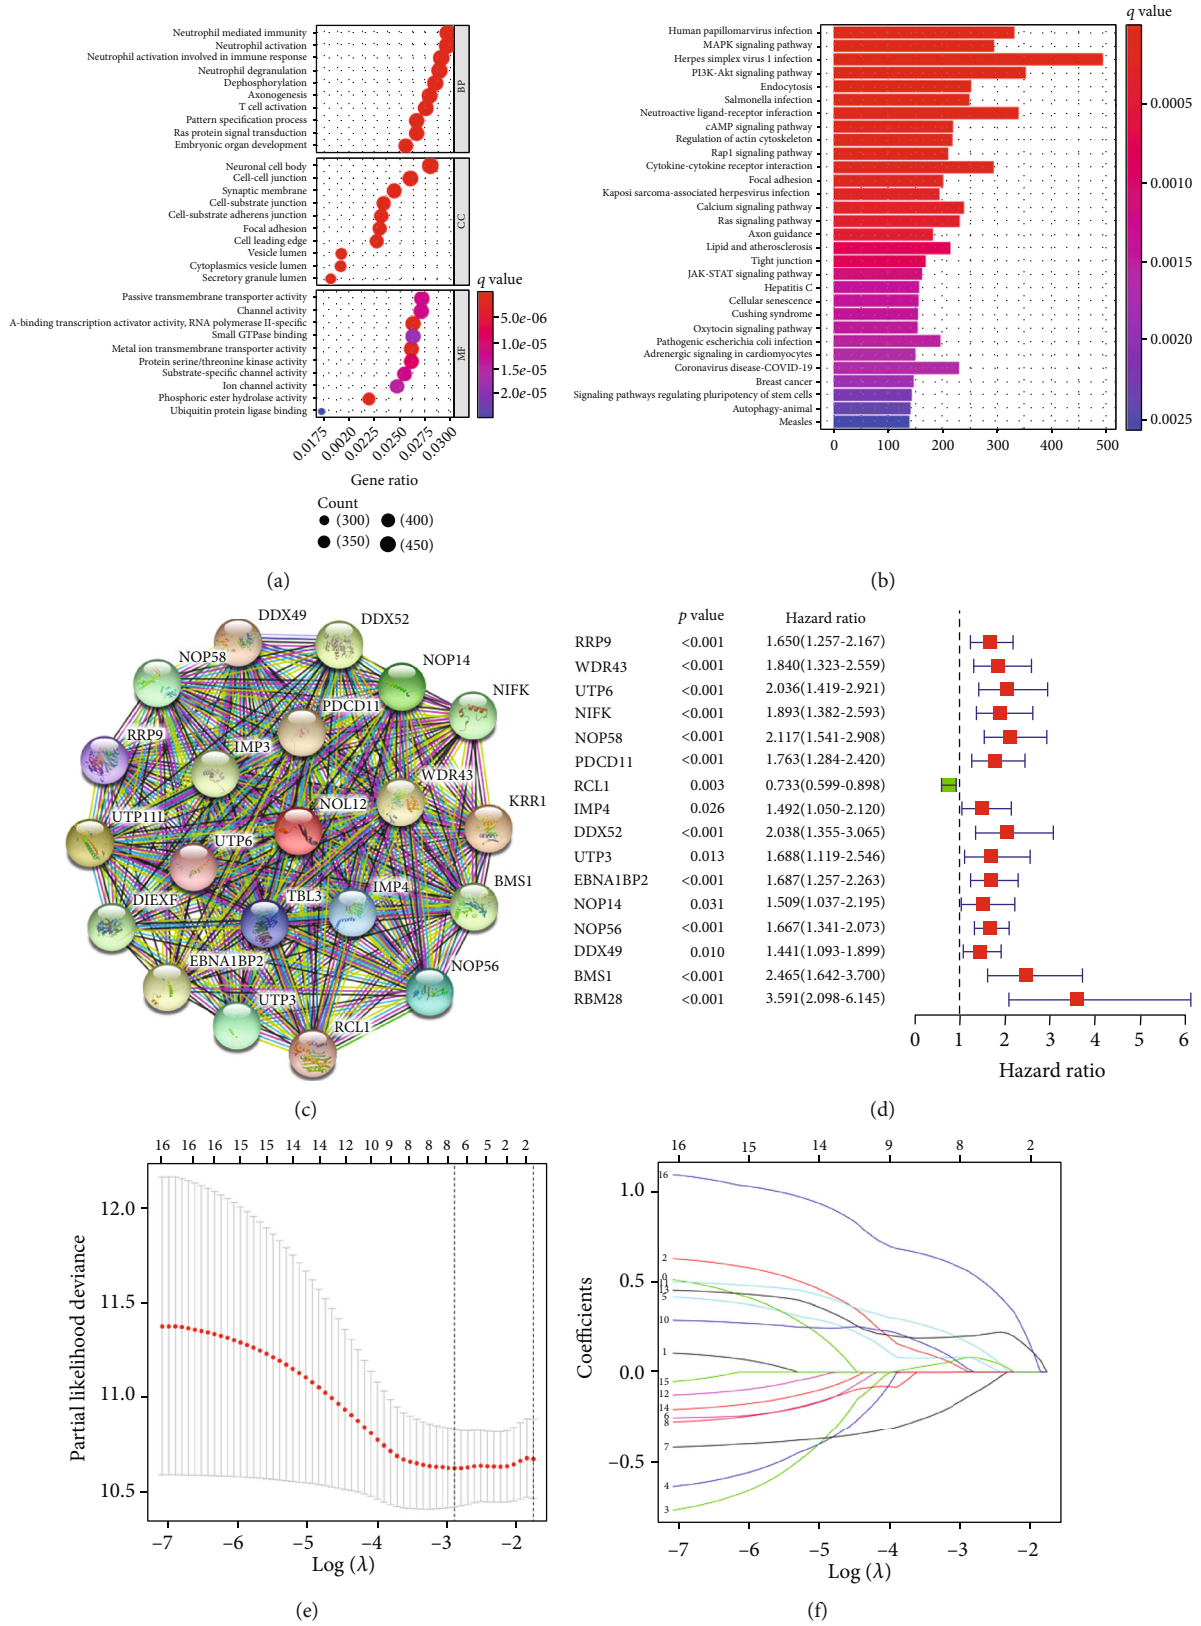 Neutrophil mediated immunity
Neutrophil activation
Neutrophil activation involved in immune response
Neutrophil degranulation
Dephosphorylation
Axonogenesis
T cell activation
Pattern specification process
Ras protein signal transduction
Embryonic organ development
BP
Neuronal cell body
Cell-cell junction
Synaptic membrane
Cell-substrate junction
Cell-substrate adherens junction
Focal adhesion
Cell leading edge
Vesicle lumen
Cytoplasmics vesicle lumen
Secretory granule lumen
CC
Passive transmembrane transporter activity
Channel activity
A-binding transcription activator activity, RNA polymerase II-specific
Small GTPase binding
Metal ion transmembrane transporter activity
Protein serine/threonine kinase activity
Substrate-specific channel activity
Ion channel activity
Phosphoric ester hydrolase activity
Ubiquitin protein ligase binding
MF
q value
5.0e-06
1.0e-05
1.5e-05
2.0e-05
0.0175 0.0020 0.0225 0.0250 0.0275 0.0300
Gene ratio
Count
(300) (400)
(350) (450)
(a)
q value
Human papillomarvirus infection
MAPK signaling pathway
Herpes simplex virus 1 infection
PI3K-Akt signaling pathway
Endocytosis
Salmonella infection
Neutroactive ligand-receptor inferaction
cAMP signaling pathway
Regulation of actin cytoskeleton
Rap1 signaling pathway
Cytokine-cytokine receptor interaction
Focal adhesion
Kaposi sarcoma-associated herpesvirus infection
Calcium signaling pathway
Ras signaling pathway
Axon guidance
Lipid and atherosclerosis
Tight junction
JAK-STAT signaling pathway
Hepatitis C
Cellular senescence
Cushing syndrome
Oxytocin signaling pathway
Pathogenic escherichia coli infection
Adrenergic signaling in cardiomyocytes
Coronavirus disease-COVID-19
Breast cancer
Signaling pathways regulating pluripotency of stem cells
Autophagy-animal
Measles
0.0005
0.0010
0.0015
0.0020
0.0025
0 100 200 300 400 500
(b)
DDX49
DDX52
NOP58
NOP14
NIFK
PDCD11
RRP9
IMP3
WDR43
NOL12
KRR1
UTP11L
UTP6
BMS1
IMP4
TBL3
DIEXF
EBNA1BP2
NOP56
UTP3
RCL1
(c)
p value Hazard ratio
RRP9 <0.001 1.650(1.257-2.167)
WDR43 <0.001 1.840(1.323-2.559)
UTP6 <0.001 2.036(1.419-2.921)
NIFK <0.001 1.893(1.382-2.593)
NOP58 <0.001 2.117(1.541-2.908)
PDCD11 <0.001 1.763(1.284-2.420)
RCL1 0.003 0.733(0.599-0.898)
IMP4 0.026 1.492(1.050-2.120)
DDX52 <0.001 2.038(1.355-3.065)
UTP3 0.013 1.688(1.119-2.546)
EBNA1BP2 <0.001 1.687(1.257-2.263)
NOP14 0.031 1.509(1.037-2.195)
NOP56 <0.001 1.667(1.341-2.073)
DDX49 0.010 1.441(1.093-1.899)
BMS1 <0.001 2.465(1.642-3.700)
RBM28 <0.001 3.591(2.098-6.145)
0 1 2 3 4 5 6
Hazard ratio
(d)
16 16 16 15 15 14 14 12 10 9 8 8 8 6 5 2 2
Partial likelihood deviance
12.0
11.5
11.0
10.5
−7 −6 −5 −4 −3 −2
Log (λ)
(e)
16 15 14 9 8 2
Coefficients
1.0
0.5
0.0
−0.5
16
2
11
13
5
10
1
15
12
14
6
8
7
4
3
−7 −6 −5 −4 −3 −2
Log (λ)
(f)